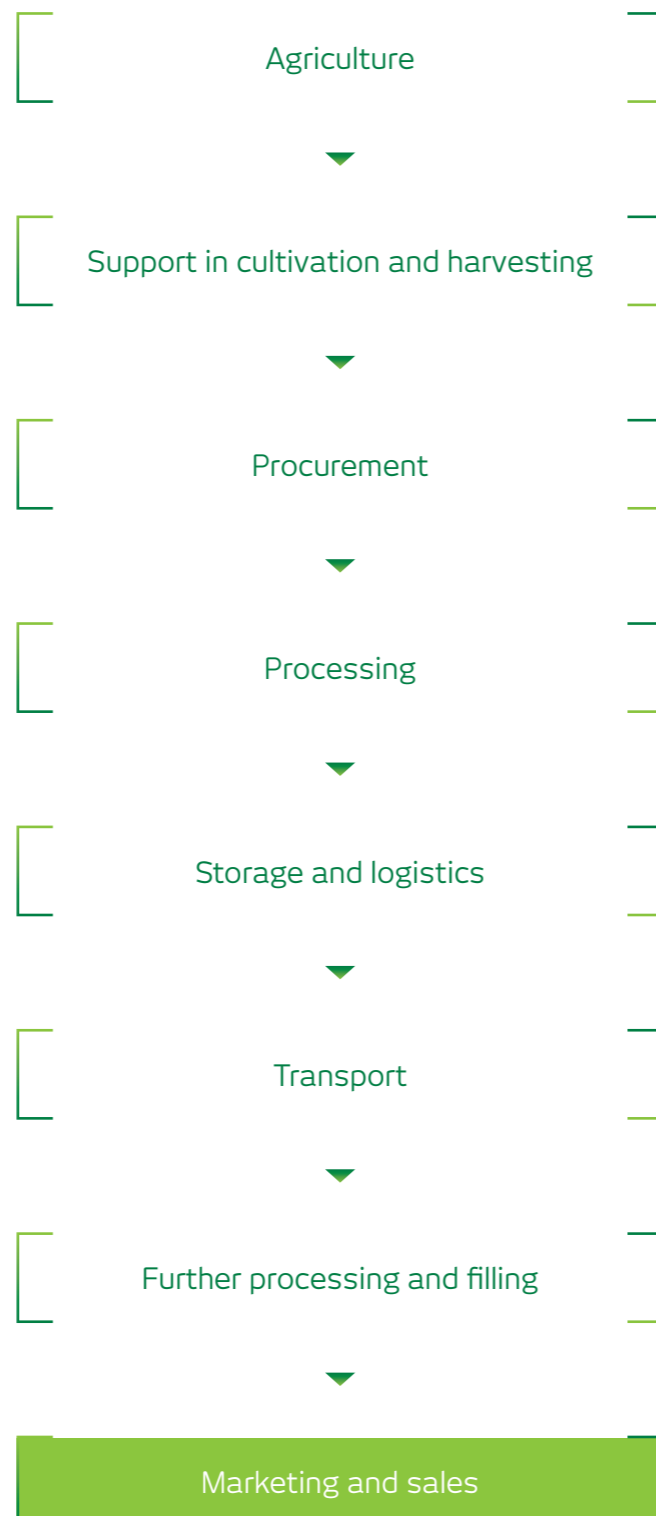 Agriculture
Support in cultivation and harvesting
Procurement
Processing
Storage and logistics
Transport
Further processing and filling
Marketing and sales